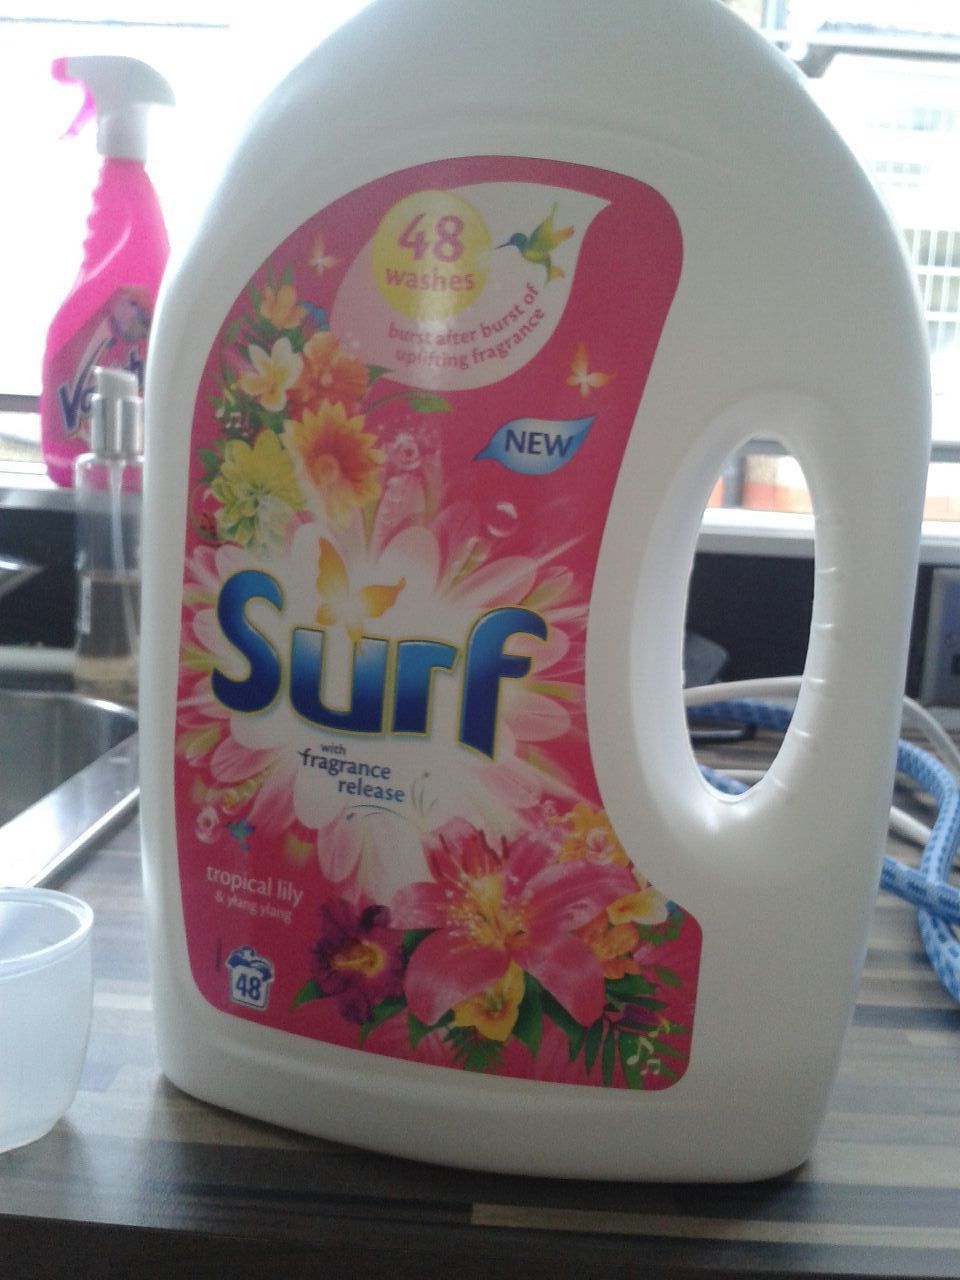 48
washes
burst after burst of
uplifting fragrance
NEW
Surf
with
fragrance
release
tropical lily
& ylang ylang
48